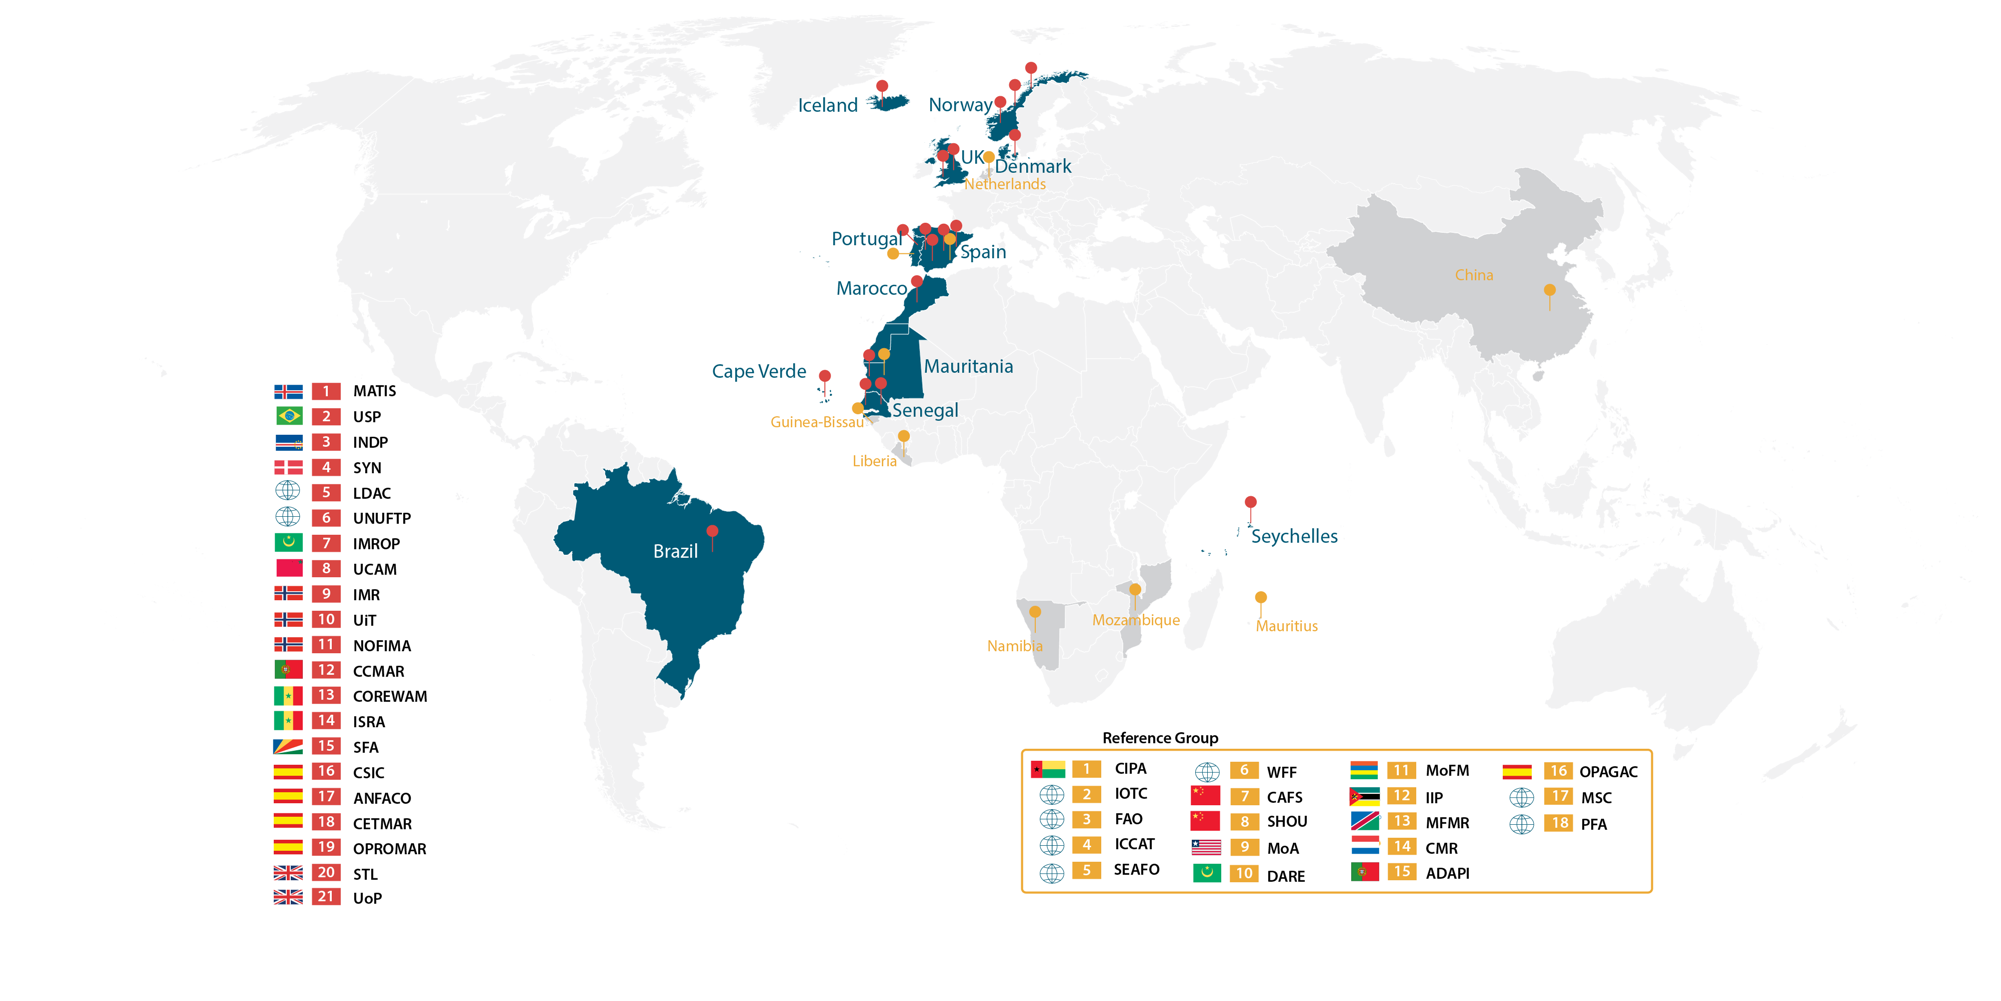 Iceland
Norway
UK
Denmark
Netherlands
Portugal
Spain
Marocco
China
Cape Verde
Mauritania
Senegal
Guinea-Bissau
Liberia
Brazil
Seychelles
Mozambique
Mauritius
Namibia
1 MATIS
2 USP
3 INDP
4 SYN
5 LDAC
6 UNUFTP
7 IMROP
8 UCAM
9 IMR
10 UiT
11 NOFIMA
12 CCMAR
13 COREWAM
14 ISRA
15 SFA
16 CSIC
17 ANFACO
18 CETMAR
19 OPROMAR
20 STL
21 UoP
Reference Group
1 CIPA
2 IOTC
3 FAO
4 ICCAT
5 SEAFO
6 WFF
7 CAFS
8 SHOU
9 MoA
10 DARE
11 MoFM
12 IIP
13 MFMR
14 CMR
15 ADAPI
16 OPAGAC
17 MSC
18 PFA